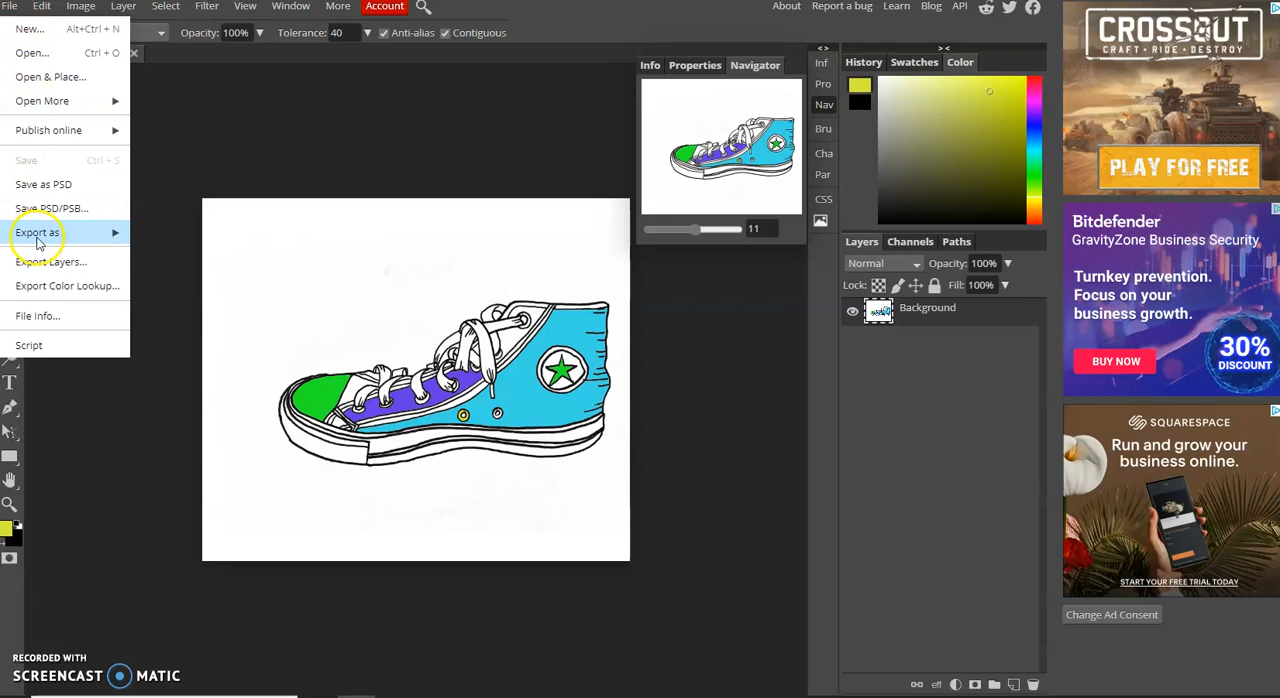 File Edit Image Layer Select Filter View Window More Account About Report a bug Learn Blog API
Opacity: 100% Tolerance: 40 Anti-alias Contiguous
New... Alt+Ctrl + N
Open... Ctrl + O
Open & Place...
Open More
Publish online
Save Ctrl + S
Save as PSD
Save PSD/PSB...
Export as
Export Layers...
Export Color Lookup...
File Info...
Script
Info Properties Navigator
11
Inf
Pro
Nav
Bru
Cha
Par
CSS
History Swatches Color
Layers Channels Paths
Normal Opacity: 100%
Lock: Fill: 100%
Background
eff
CROSSOUT
CRAFT • RIDE • DESTROY
PLAY FOR FREE
Bitdefender
GravityZone Business Security
Turnkey prevention.
Focus on your
business growth.
BUY NOW
30%
DISCOUNT
SQUARESPACE
Run and grow your
business online.
START YOUR FREE TRIAL TODAY
Change Ad Consent
RECORDED WITH
SCREENCAST MATIC